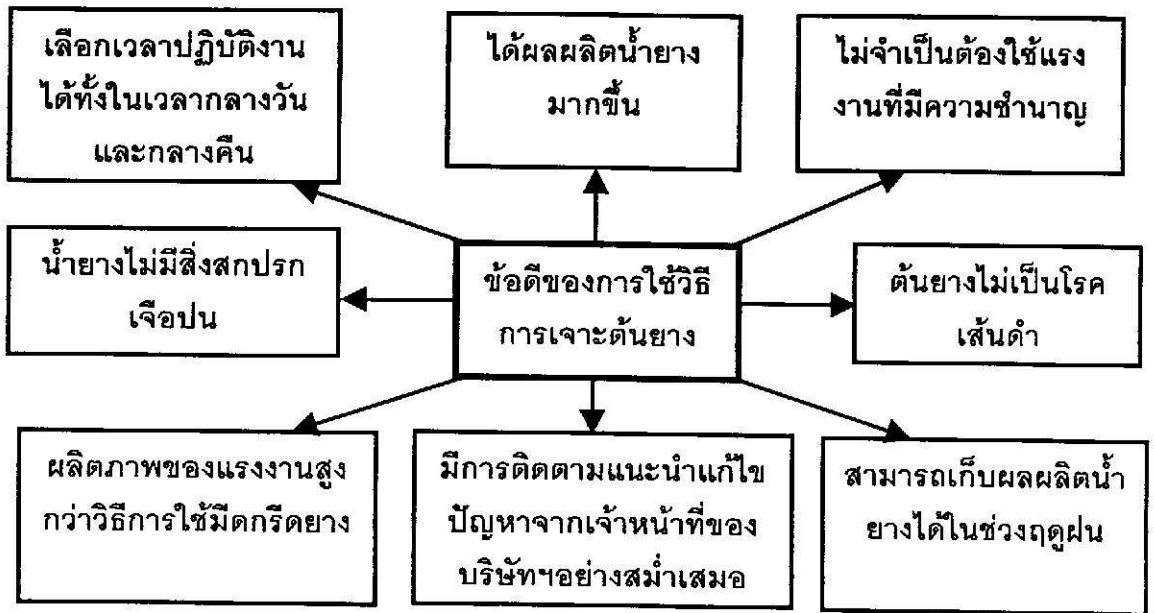 เลือกเวลาปฏิบัติงาน
ได้ทั้งในเวลากลางวัน
และกลางคืน
ได้ผลผลิตน้ำยาง
มากขึ้น
ไม่จำเป็นต้องใช้แรง
งานที่มีความชำนาญ
น้ำยางไม่มีสิ่งสกปรก
เจือปน
ข้อดีของการใช้วิธี
การเจาะต้นยาง
ต้นยางไม่เป็นโรค
เส้นดำ
ผลิตภาพของแรงงานสูง
กว่าวิธีการใช้มีดกรีดยาง
มีการติดตามแนะนำแก้ไข
ปัญหาจากเจ้าหน้าที่ของ
บริษัทฯอย่างสม่ำเสมอ
สามารถเก็บผลผลิตน้ำ
ยางได้ในช่วงฤดูฝน